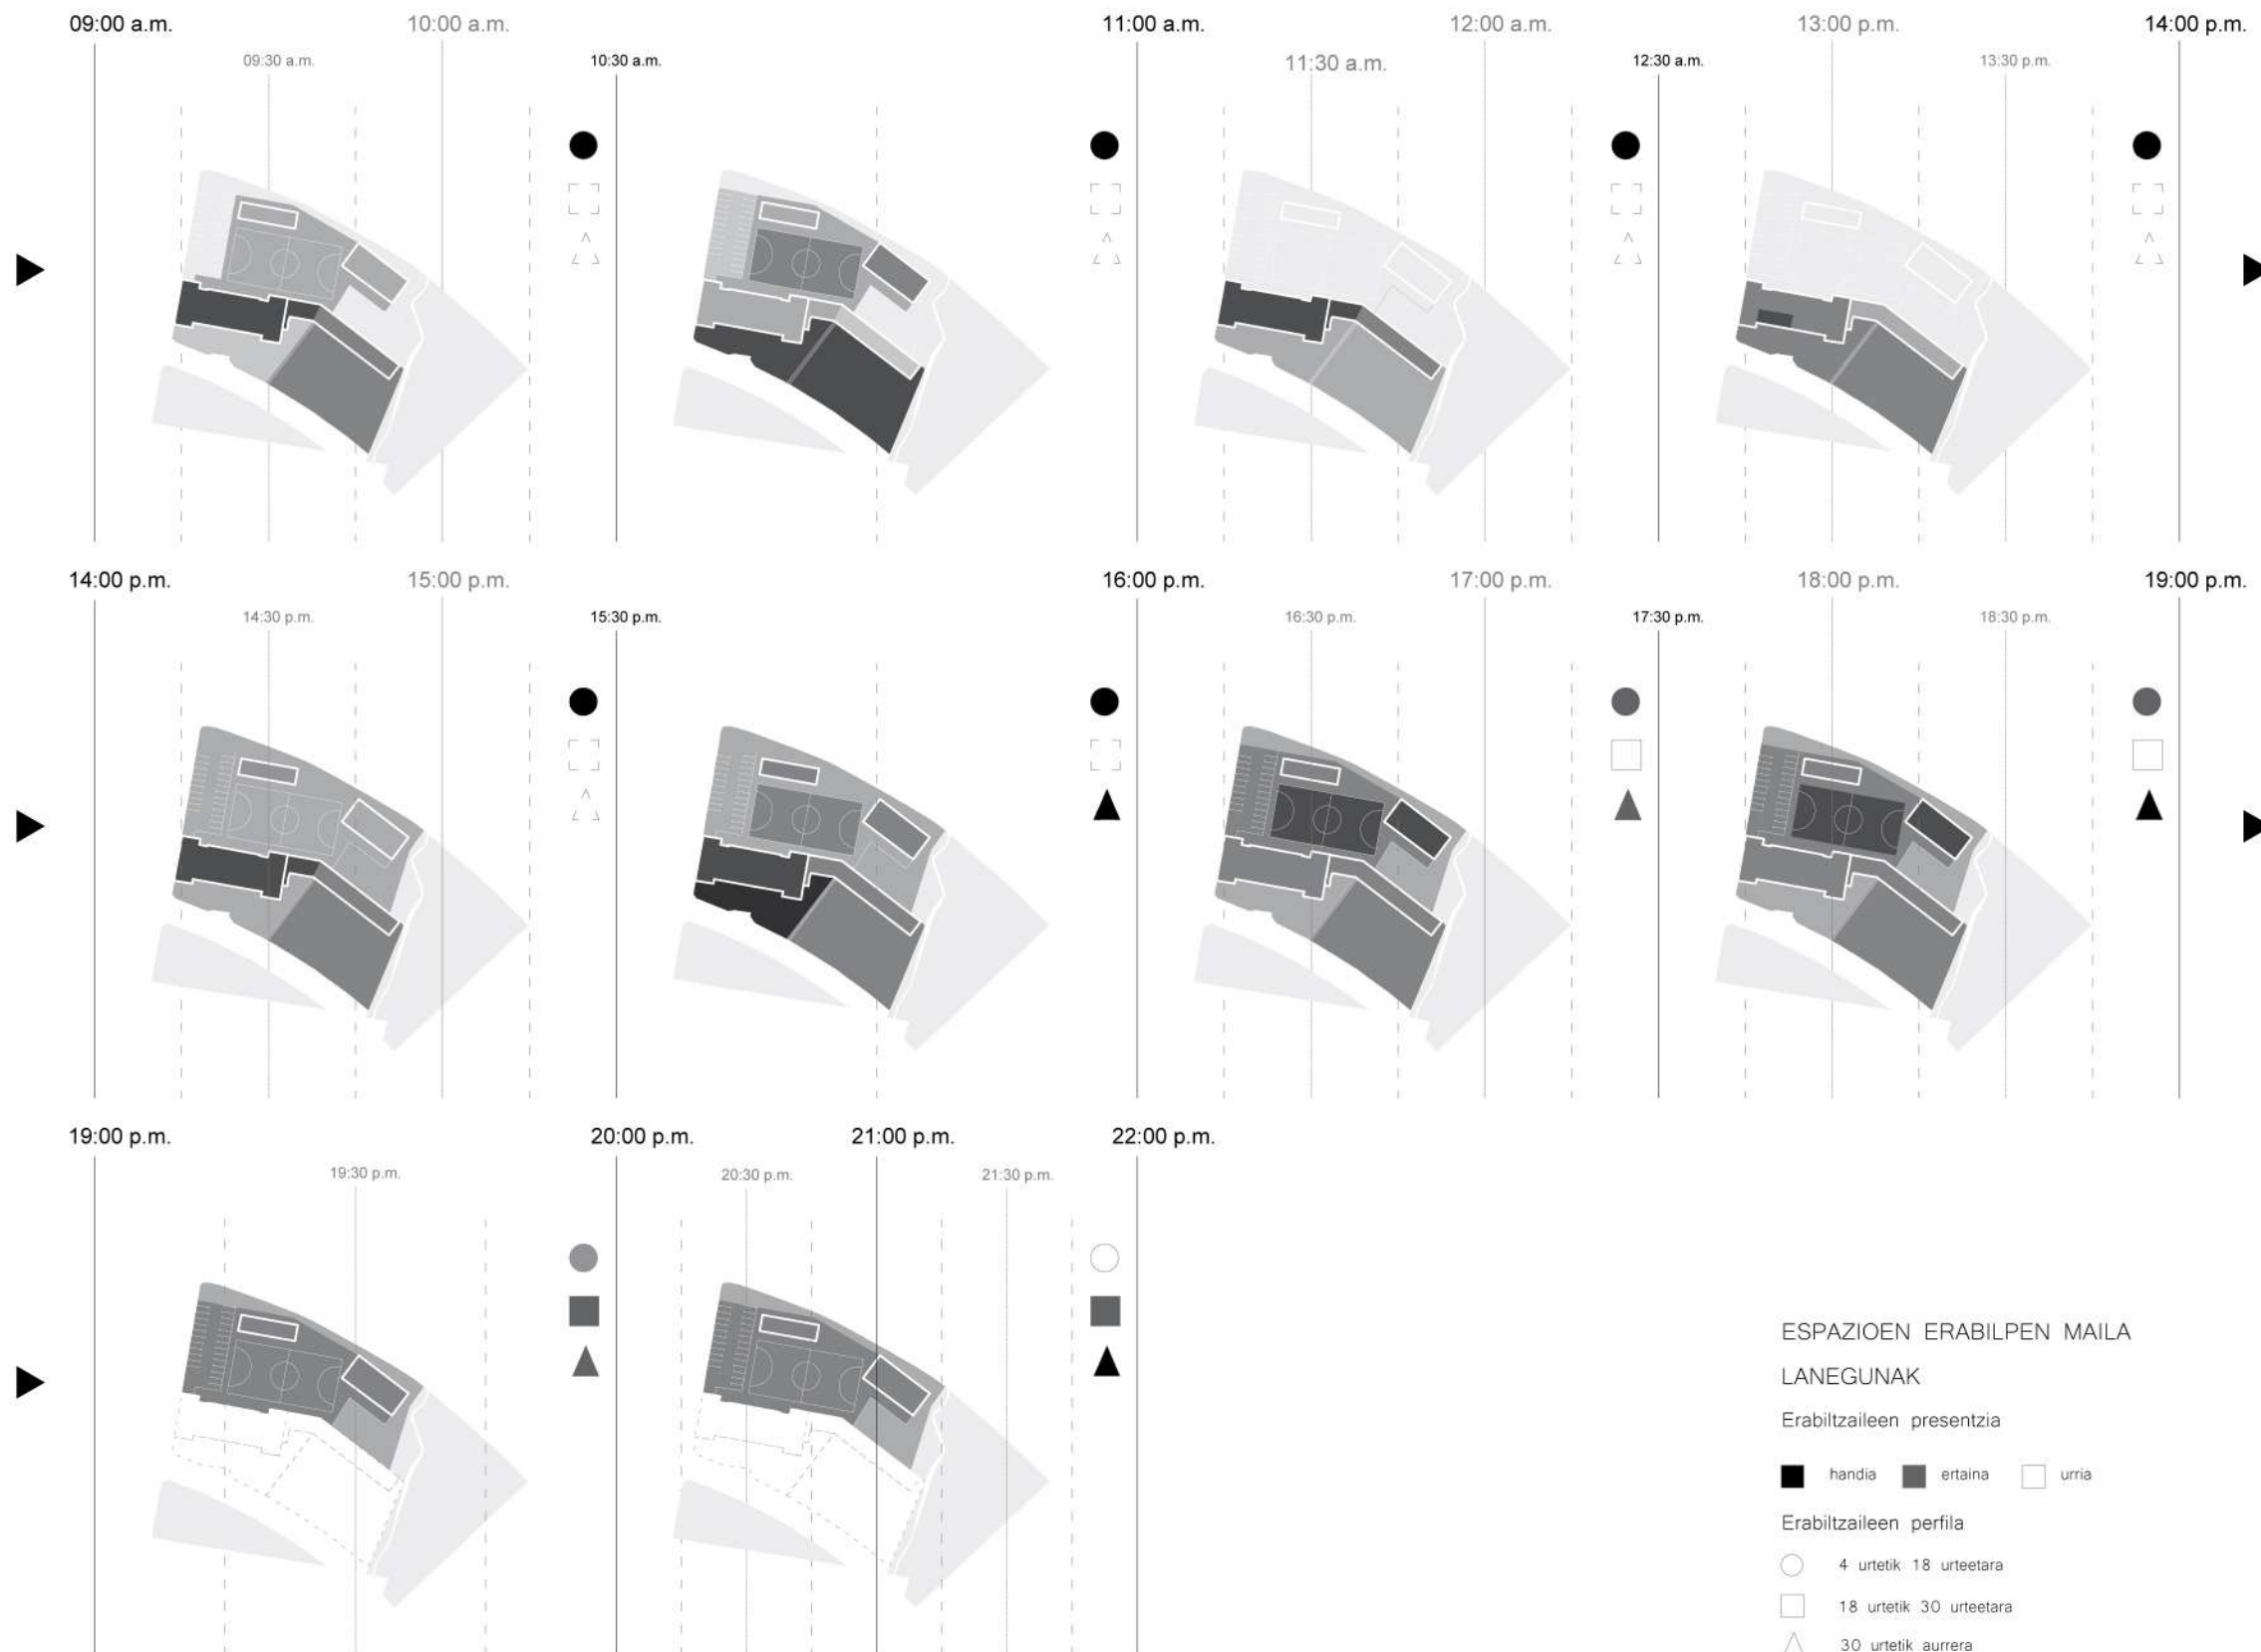 09:00 a.m. 10:00 a.m. 11:00 a.m. 12:00 a.m. 13:00 p.m. 14:00 p.m.
09:30 a.m. 10:30 a.m. 11:30 a.m. 12:30 a.m. 13:30 p.m.
14:00 p.m. 15:00 p.m. 16:00 p.m. 17:00 p.m. 18:00 p.m. 19:00 p.m.
14:30 p.m. 15:30 p.m. 16:30 p.m. 17:30 p.m. 18:30 p.m.
19:00 p.m. 20:00 p.m. 21:00 p.m. 22:00 p.m.
19:30 p.m. 20:30 p.m. 21:30 p.m.
ESPAZIOEN ERABILPEN MAILA
LANEGUNAK
Erabiltzaileen presentzia
handia ertaina urria
Erabiltzaileen perfila
4 urtetik 18 urteetara
18 urtetik 30 urteetara
30 urtetik aurrera